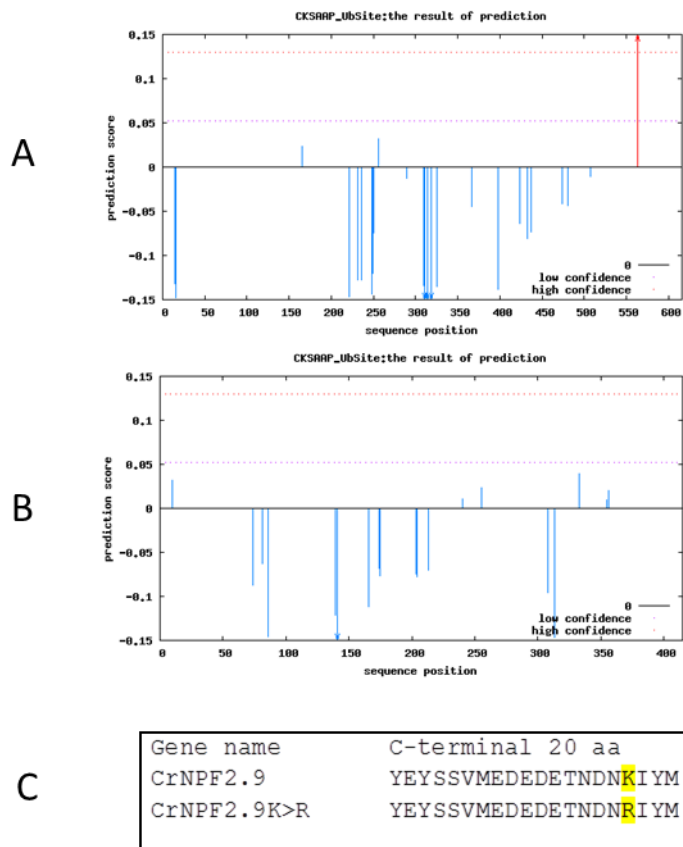 CKSAAP_UbSite:the result of prediction
A
prediction score
0.15
0.1
0.05
0
-0.05
-0.1
-0.15
0
low confidence
high confidence
0 50 100 150 200 250 300 350 400 450 500 550 600
sequence position
CKSAAP_UbSite:the result of prediction
B
prediction score
0.15
0.1
0.05
0
-0.05
-0.1
-0.15
0
low confidence
high confidence
0 50 100 150 200 250 300 350 400
sequence position
C
Gene name C-terminal 20 aa
CrNPF2.9 YEYSSVMEDEDETNDNKIYM
CrNPF2.9K>R YEYSSVMEDEDETNDNRIYM